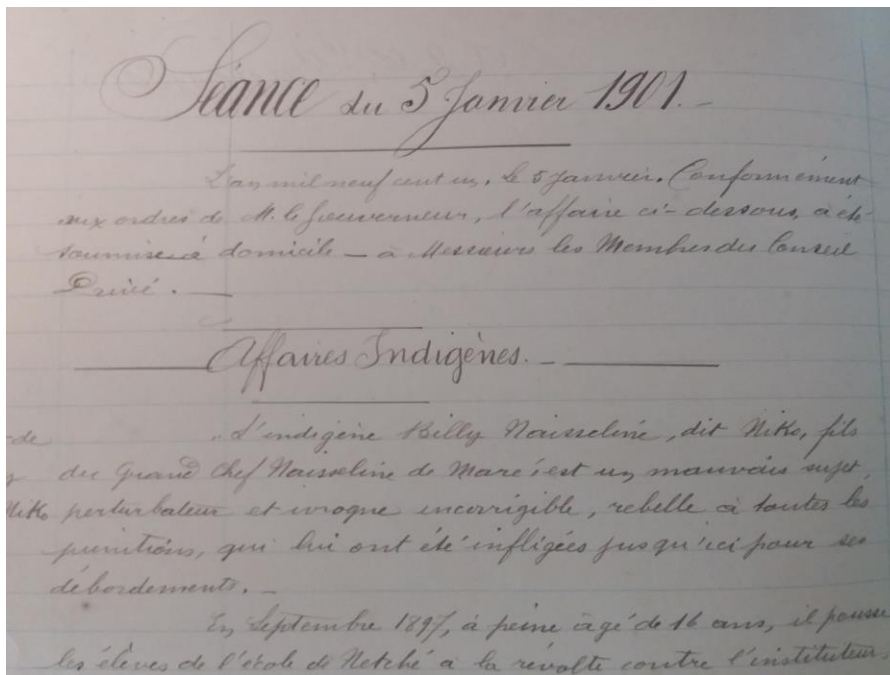 Séance du 5 Janvier 1901. -
L'an mil neuf cent un, le 5 Janvier. Conformément
aux ordres de M. le Gouverneur, l'affaire ci-dessous, a été
soumise à domicile - à Messieurs les Membres du Conseil
Privé. -
Affaires Indigènes. -
"L'indigène Billy Naisseline, dit Niko, fils
de
du Grand Chef Naisseline de Maré, est un mauvais sujet,
Niko perturbateur et ivrogne incorrigible, rebelle à toutes les
punitions, qui lui ont été infligées jusqu'ici pour ses
débordements. -
En Septembre 1897, à peine âgé de 16 ans, il pousse
les élèves de l'école de Netché à la révolte contre l'instituteur.